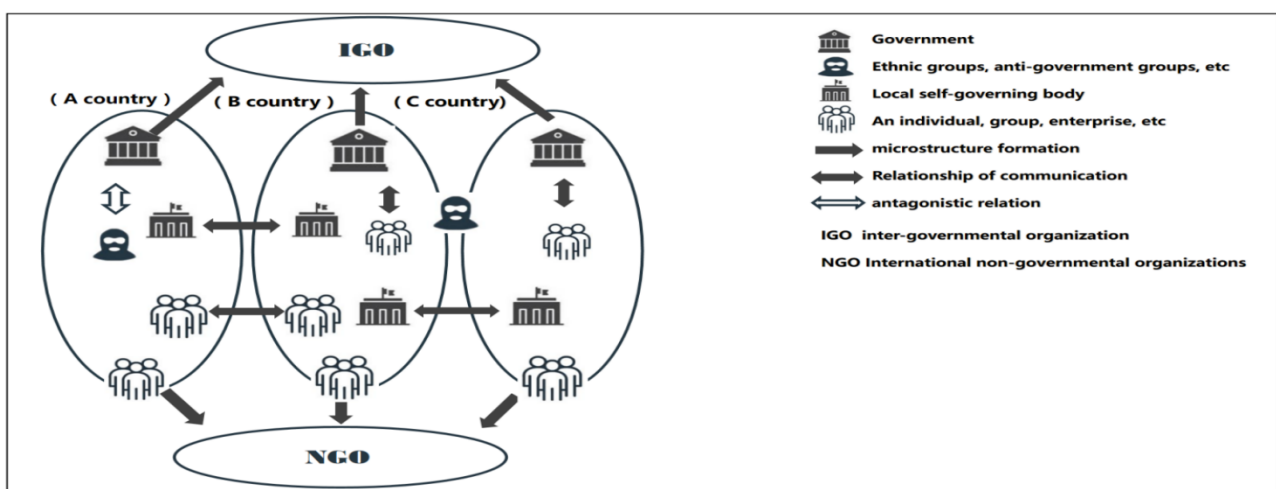 IGO
( A country )
( B country )
( C country)
NGO
Government
Ethnic groups, anti-government groups, etc
Local self-governing body
An individual, group, enterprise, etc
microstructure formation
Relationship of communication
antagonistic relation
IGO inter-governmental organization
NGO International non-governmental organizations